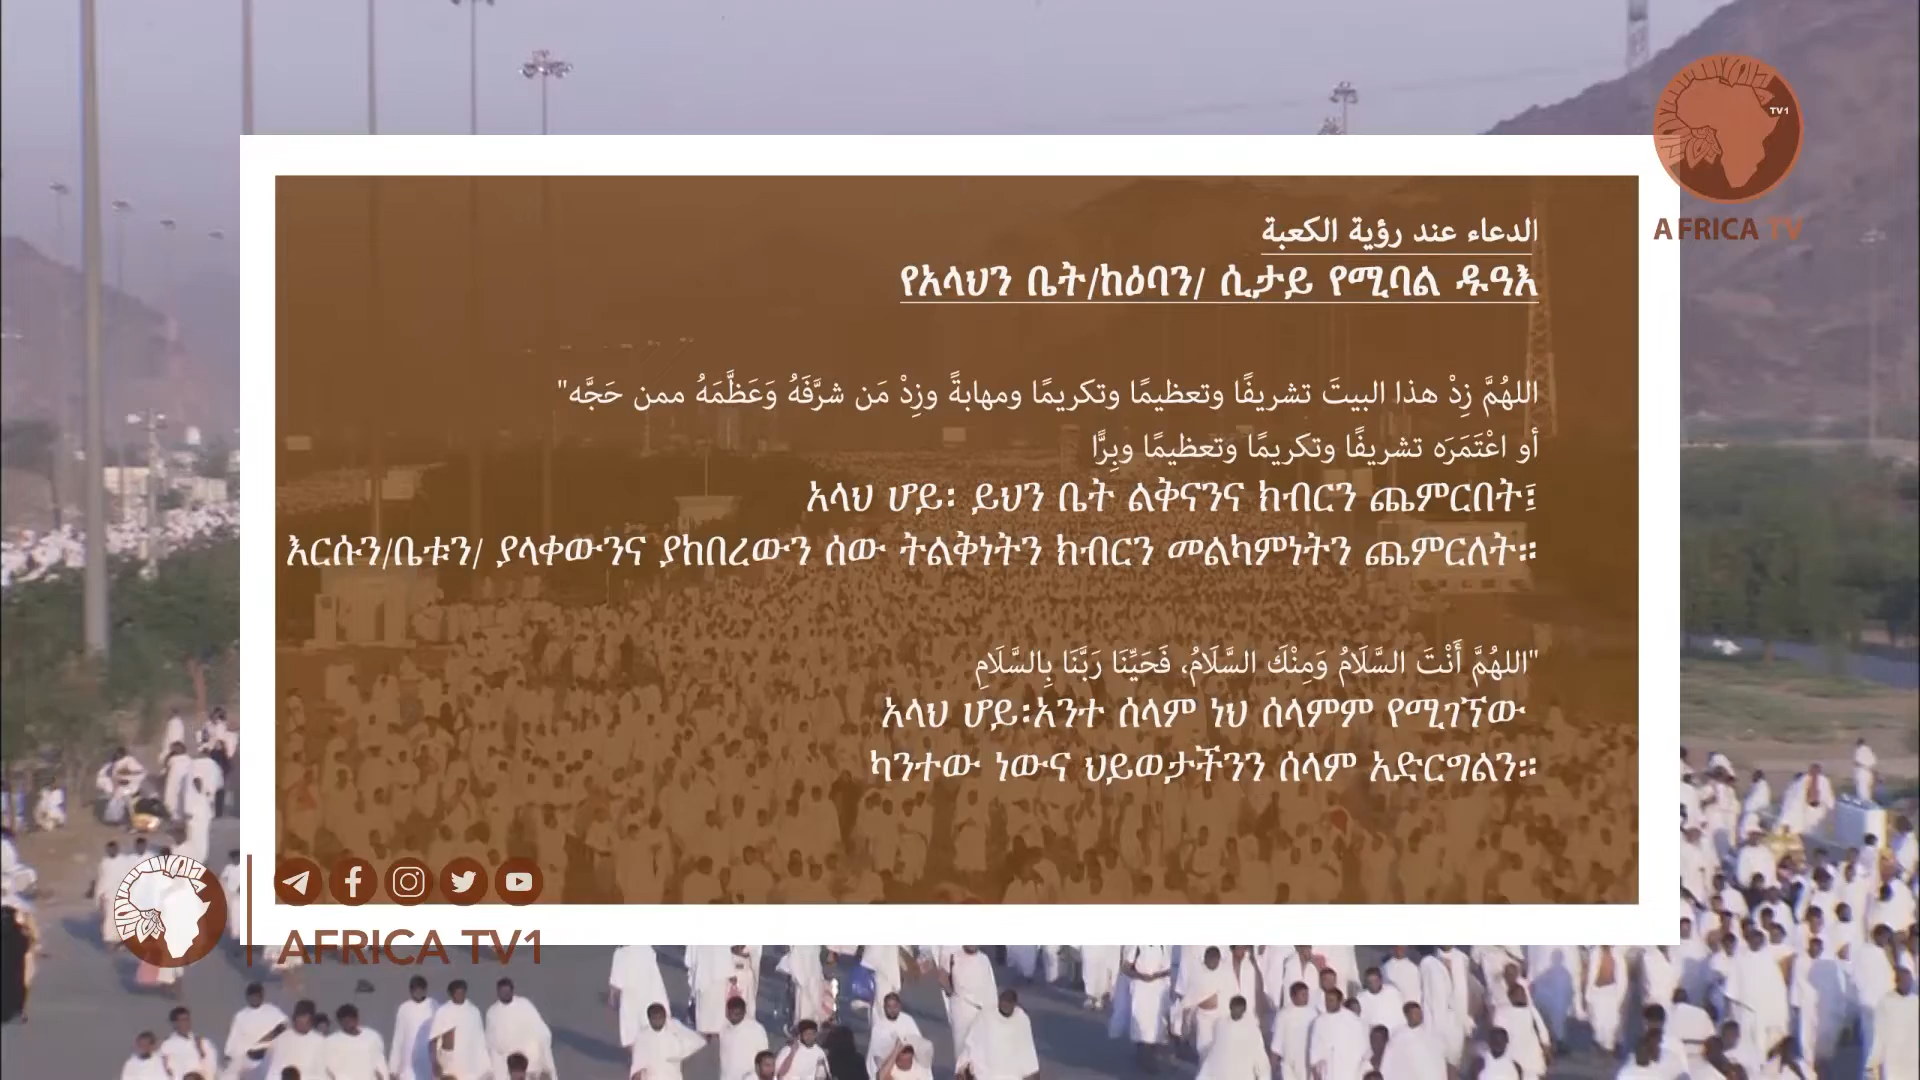 الدعاء عند رؤية الكعبة
የአላህን ቤት/ከዕባን/ ሲታይ የሚባል ዱዓእ
اللهُمَّ زِدْ هذا البيتَ تشريفًا وتعظيمًا وتكريمًا ومهابةً وزِدْ مَن شرَّفَهُ وَعَظَّمَهُ ممن حَجَّه"
أو اعْتَمَرَه تشريفًا وتكريمًا وتعظيمًا وبِرًّا
አላህ ሆይ፡ ይህን ቤት ልቅናንና ክብርን ጨምርበት፤
እርሱን/ቤቱን/ ያላቀውንና ያከበረውን ሰው ትልቅነትን ክብርን መልካምነትን ጨምርለት።
"اللهُمَّ أَنْتَ السَّلَامُ وَمِنْكَ السَّلَامُ، فَحَيِّنَا رَبَّنَا بِالسَّلَامِ
አላህ ሆይ፡አንተ ሰላም ነህ ሰላምም የሚገኘው
ካንተው ነውና ህይወታችንን ሰላም አድርግልን።
TV1
AFRICA TV
AFRICA TV1